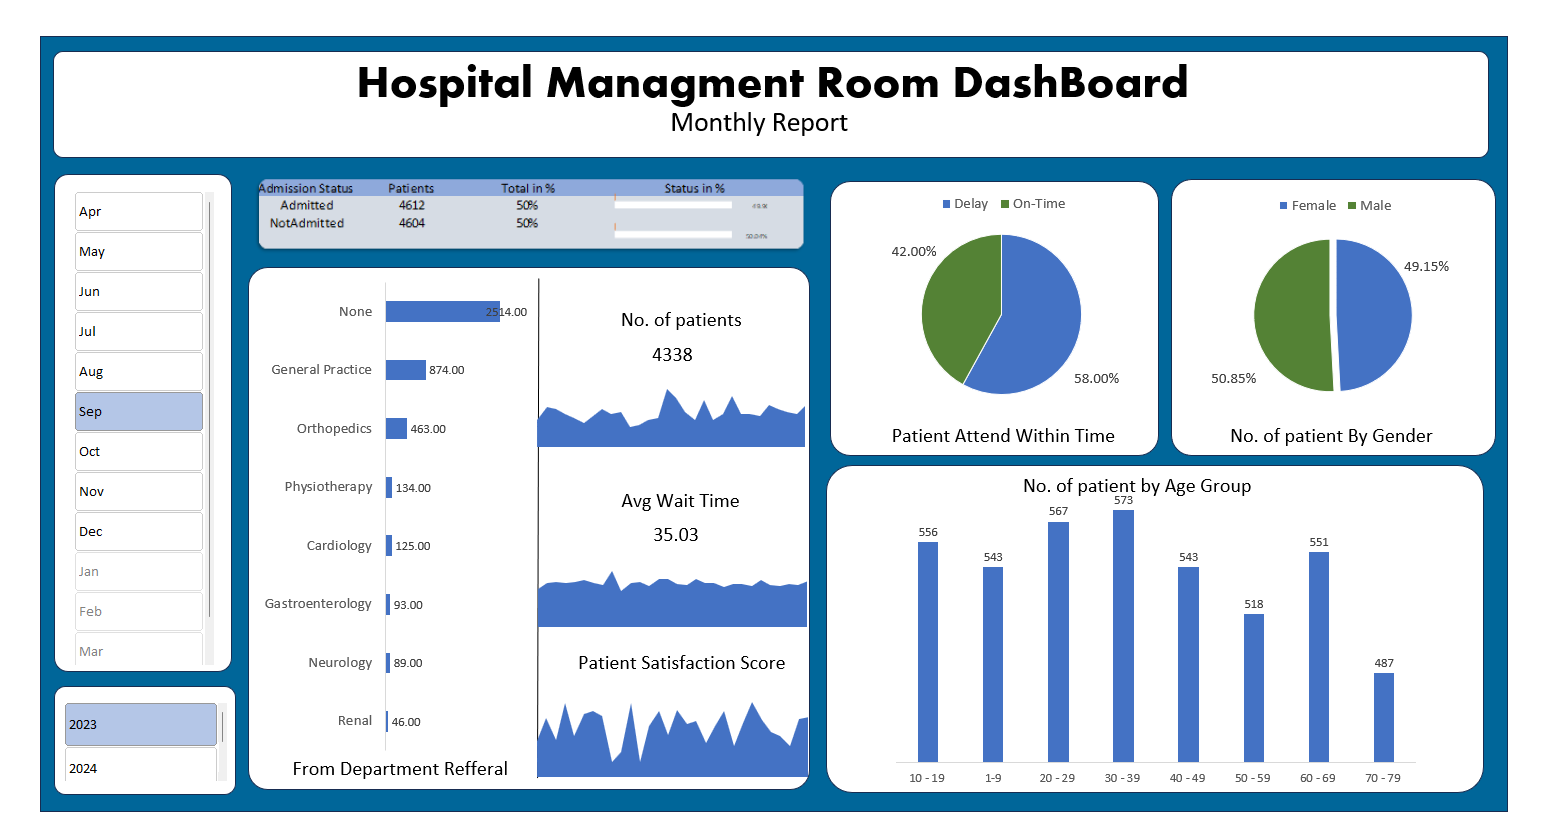 Hospital Managment Room DashBoard
Monthly Report
Apr
May
Jun
Jul
Aug
Sep
Oct
Nov
Dec
Jan
Feb
Mar
2023
2024
Admission Status Patients Total in % Status in %
Admitted 4612 50%
NotAdmitted 4604 50%
50.04%
None 2514.00
General Practice 874.00
Orthopedics 463.00
Physiotherapy 134.00
Cardiology 125.00
Gastroenterology 93.00
Neurology 89.00
Renal 46.00
From Department Refferal
No. of patients
4338
Avg Wait Time
35.03
Patient Satisfaction Score
Delay On-Time
42.00%
58.00%
Patient Attend Within Time
Female Male
49.15%
50.85%
No. of patient By Gender
No. of patient by Age Group
556 543 567 573 543 518 551 487
10 - 19 1-9 20 - 29 30 - 39 40 - 49 50 - 59 60 - 69 70 - 79